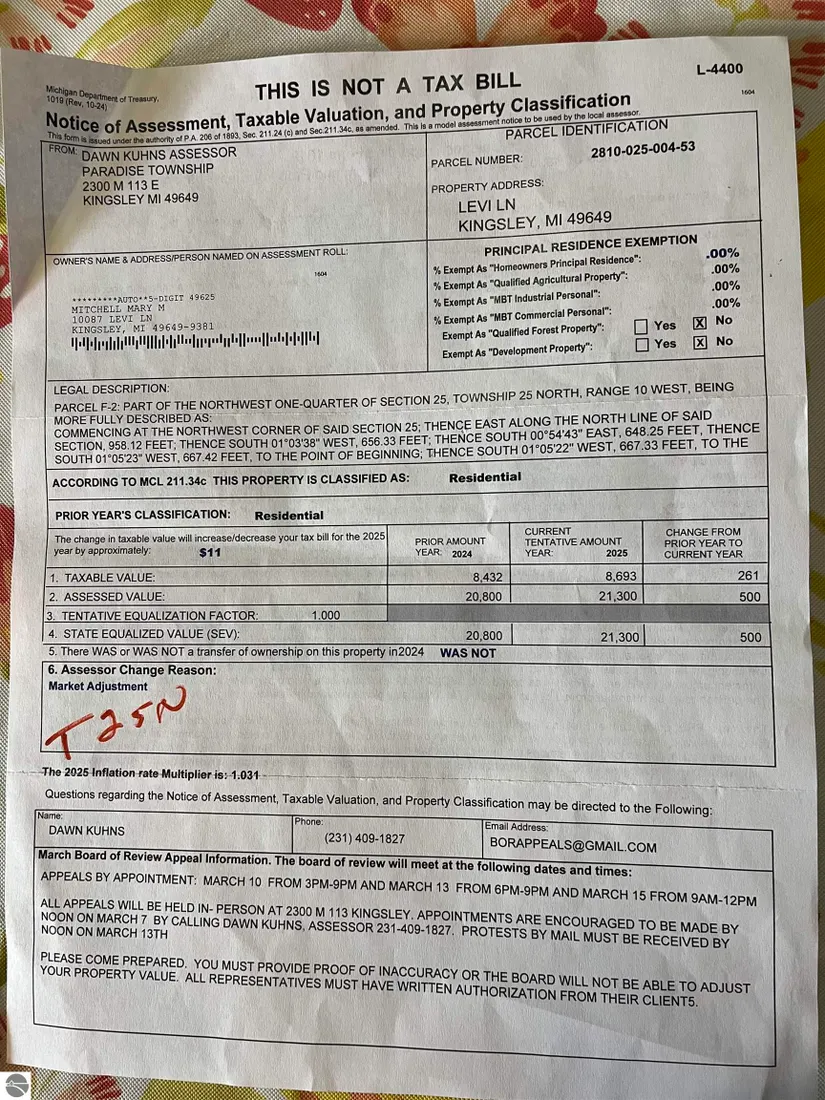 L-4400
Michigan Department of Treasury,
1019 (Rev, 10-24)
THIS IS NOT A TAX BILL
1604
Notice of Assessment, Taxable Valuation, and Property Classification
This form is issued under the authority of P.A. 206 of 1893, Sec. 211.24 (c) and Sec.211.34c, as amended. This is a model assessment notice to be used by the local assessor.
FROM: DAWN KUHNS ASSESSOR
PARADISE TOWNSHIP
2300 M 113 E
KINGSLEY MI 49649
PARCEL IDENTIFICATION
PARCEL NUMBER: 2810-025-004-53
PROPERTY ADDRESS:
LEVI LN
KINGSLEY, MI 49649
OWNER'S NAME & ADDRESS/PERSON NAMED ON ASSESSMENT ROLL:
1604
*********AUTO**5-DIGIT 49625
MITCHELL MARY M
10087 LEVI LN
KINGSLEY, MI 49649-9381
PRINCIPAL RESIDENCE EXEMPTION
% Exempt As "Homeowners Principal Residence": .00%
% Exempt As "Qualified Agricultural Property": .00%
% Exempt As "MBT Industrial Personal": .00%
% Exempt As "MBT Commercial Personal": .00%
Exempt As "Qualified Forest Property": Yes X No
Exempt As "Development Property": Yes X No
LEGAL DESCRIPTION:
PARCEL F-2: PART OF THE NORTHWEST ONE-QUARTER OF SECTION 25, TOWNSHIP 25 NORTH, RANGE 10 WEST, BEING
MORE FULLY DESCRIBED AS:
COMMENCING AT THE NORTHWEST CORNER OF SAID SECTION 25; THENCE EAST ALONG THE NORTH LINE OF SAID
SECTION, 958.12 FEET; THENCE SOUTH 01°03'38" WEST, 656.33 FEET; THENCE SOUTH 00°54'43" EAST, 648.25 FEET, THENCE
SOUTH 01°05'23" WEST, 667.42 FEET, TO THE POINT OF BEGINNING; THENCE SOUTH 01°05'22" WEST, 667.33 FEET, TO THE
ACCORDING TO MCL 211.34c THIS PROPERTY IS CLASSIFIED AS: Residential
PRIOR YEAR'S CLASSIFICATION: Residential
The change in taxable value will increase/decrease your tax bill for the 2025
year by approximately: $11
PRIOR AMOUNT
YEAR: 2024
CURRENT
TENTATIVE AMOUNT
YEAR: 2025
CHANGE FROM
PRIOR YEAR TO
CURRENT YEAR
1. TAXABLE VALUE: 8,432 8,693 261
2. ASSESSED VALUE: 20,800 21,300 500
3. TENTATIVE EQUALIZATION FACTOR: 1.000
4. STATE EQUALIZED VALUE (SEV): 20,800 21,300 500
5. There WAS or WAS NOT a transfer of ownership on this property in2024 WAS NOT
6. Assessor Change Reason:
Market Adjustment
T25N
The 2025 Inflation rate Multiplier is: 1.031
Questions regarding the Notice of Assessment, Taxable Valuation, and Property Classification may be directed to the Following:
Name:
DAWN KUHNS
Phone:
(231) 409-1827
Email Address:
BORAPPEALS@GMAIL.COM
March Board of Review Appeal Information. The board of review will meet at the following dates and times:
APPEALS BY APPOINTMENT: MARCH 10 FROM 3PM-9PM AND MARCH 13 FROM 6PM-9PM AND MARCH 15 FROM 9AM-12PM
ALL APPEALS WILL BE HELD IN- PERSON AT 2300 M 113 KINGSLEY. APPOINTMENTS ARE ENCOURAGED TO BE MADE BY
NOON ON MARCH 7 BY CALLING DAWN KUHNS, ASSESSOR 231-409-1827. PROTESTS BY MAIL MUST BE RECEIVED BY
NOON ON MARCH 13TH
PLEASE COME PREPARED. YOU MUST PROVIDE PROOF OF INACCURACY OR THE BOARD WILL NOT BE ABLE TO ADJUST
YOUR PROPERTY VALUE. ALL REPRESENTATIVES MUST HAVE WRITTEN AUTHORIZATION FROM THEIR CLIENT5.